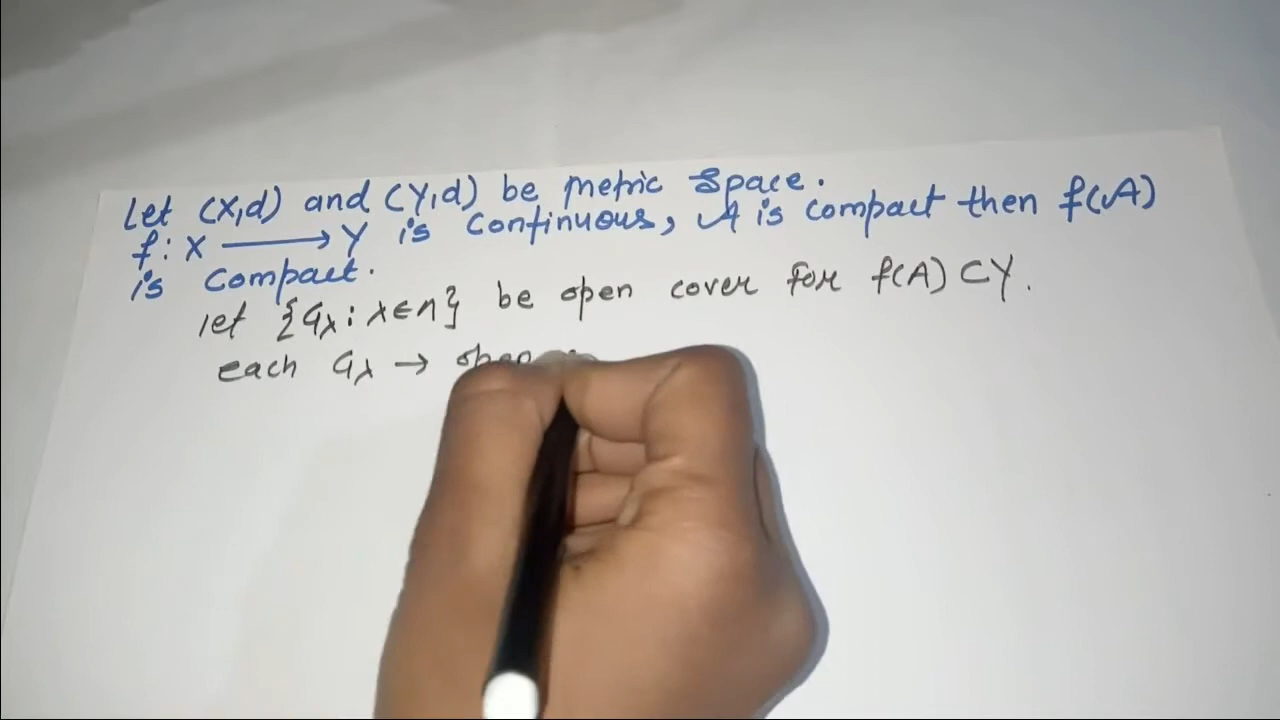 Let (X,d) and (Y,d) be metric space.
f: X → Y is continuous, A is compact then f(A)
is compact.
let {Gλ : λ ∈ Λ} be open cover for f(A) ⊂ Y.
each Gλ → open